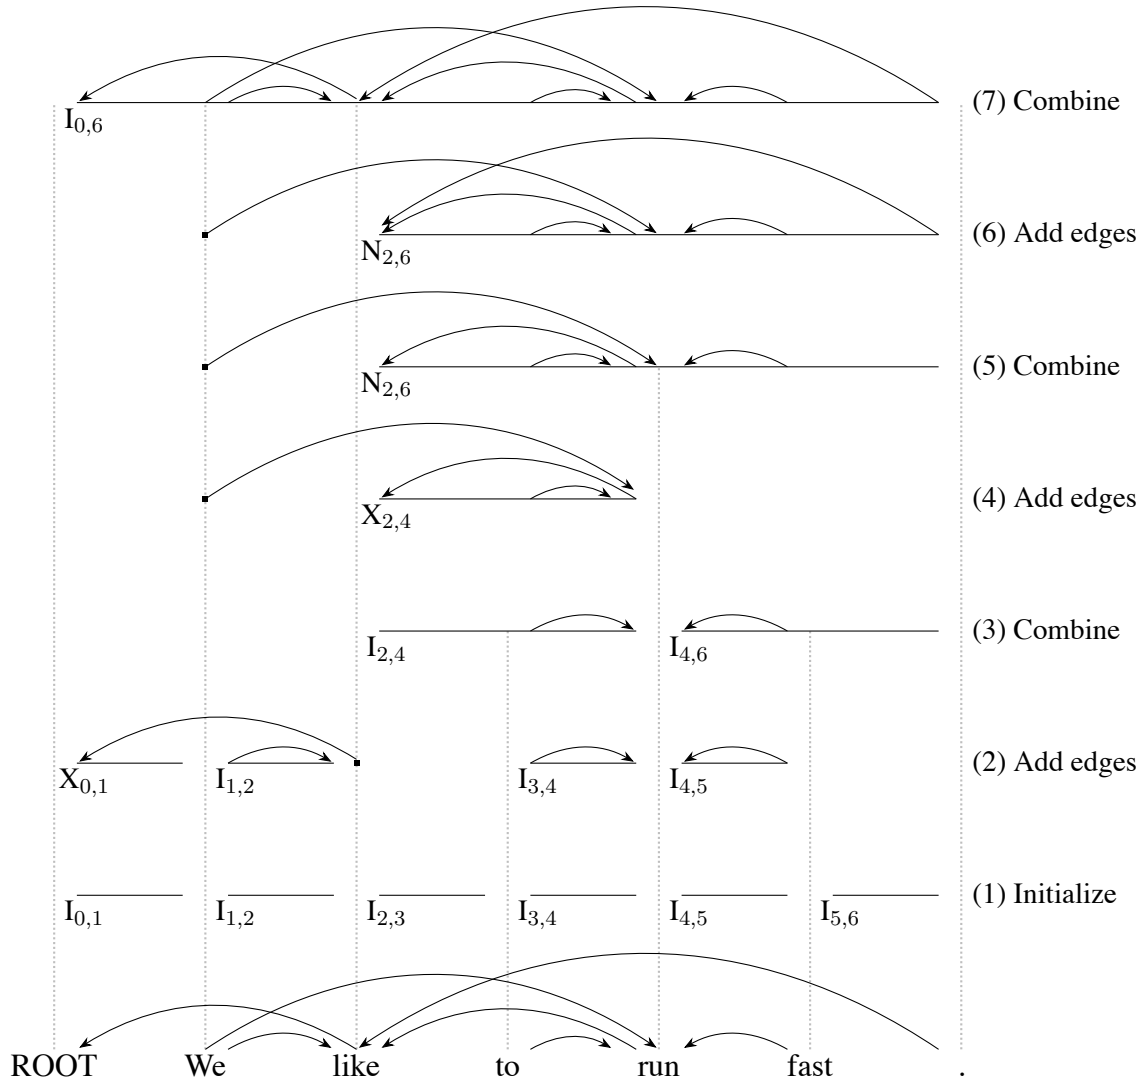 I0,6 (7) Combine
N2,6 (6) Add edges
N2,6 (5) Combine
X2,4 (4) Add edges
I2,4 I4,6 (3) Combine
X0,1 I1,2 I3,4 I4,5 (2) Add edges
I0,1 I1,2 I2,3 I3,4 I4,5 I5,6 (1) Initialize
ROOT We like to run fast .